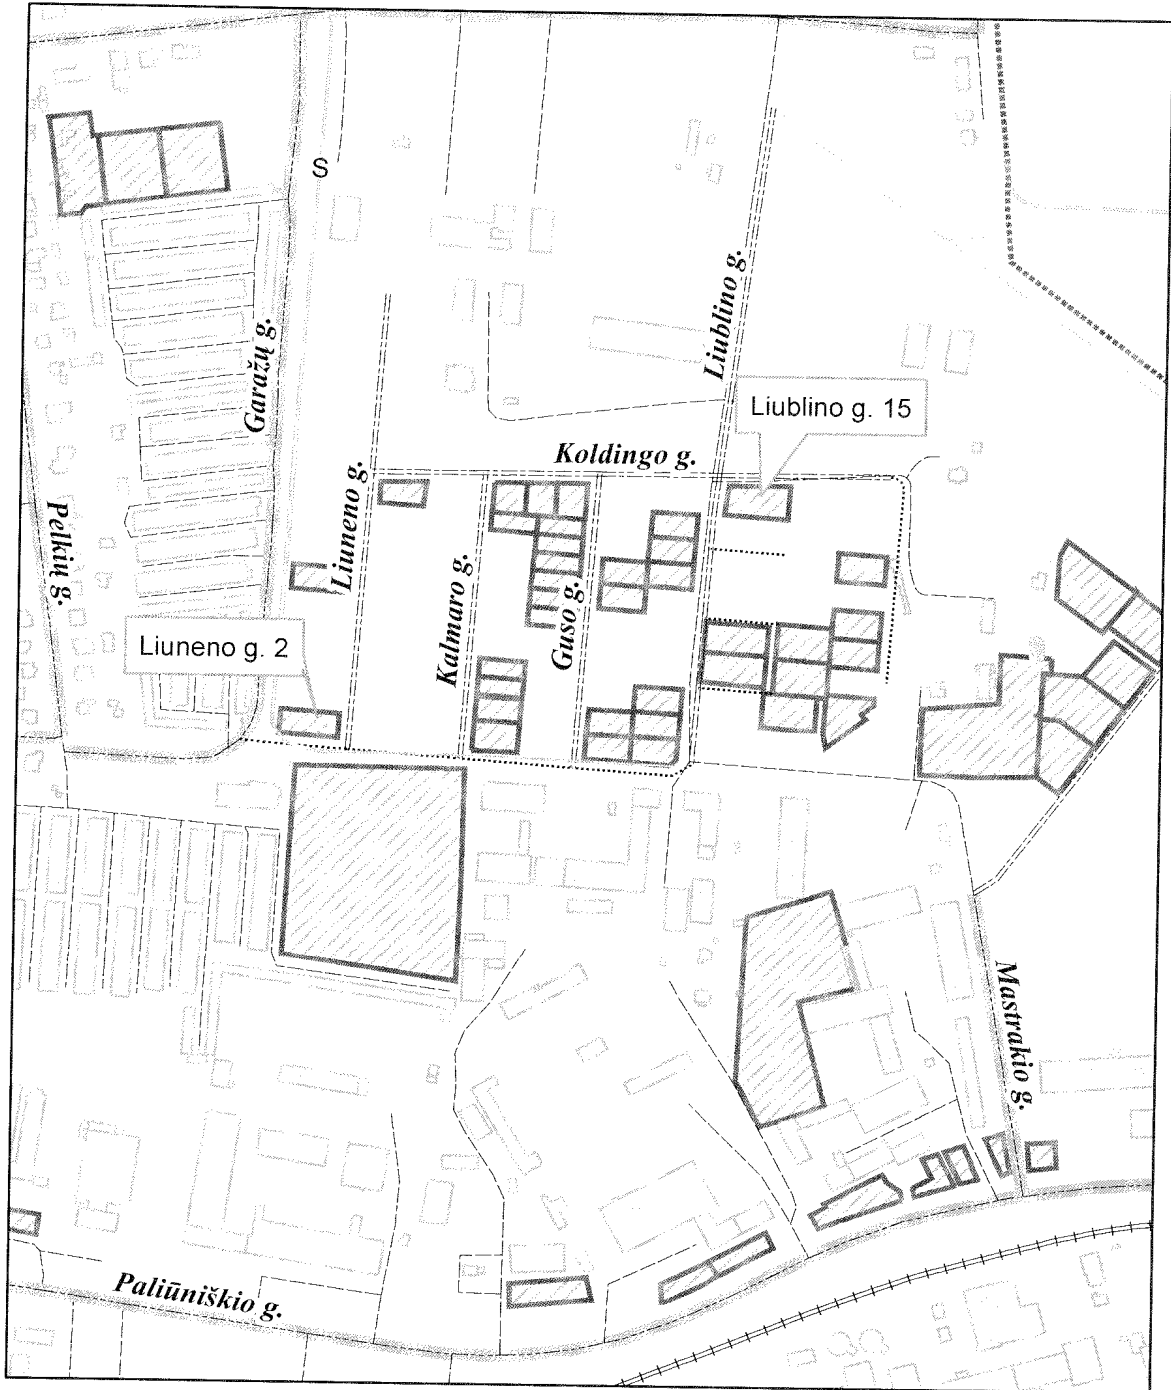 S
Liublino g.
Garažų g.
Liublino g. 15
Koldingo g.
Liuneno g.
Pelkių g.
Kalmaro g.
Guso g.
Liuneno g. 2
Mastrakio g.
Paliūniškio g.